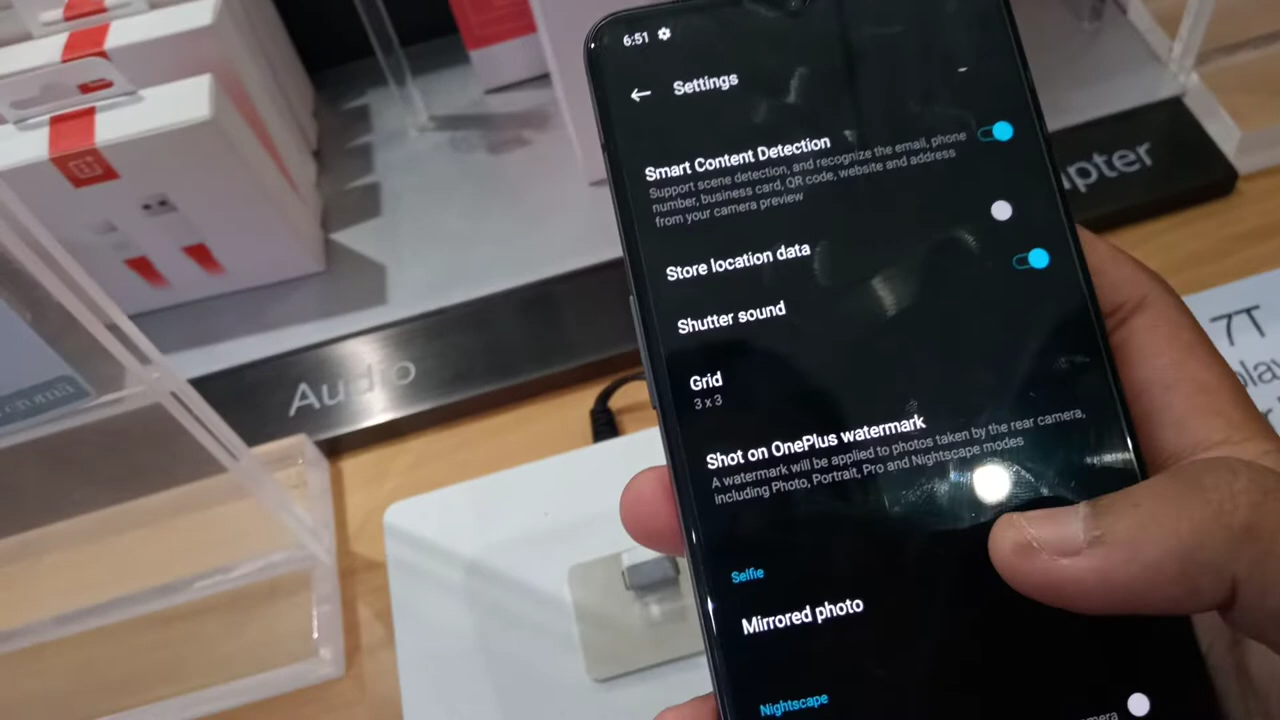 6:51
Settings
Smart Content Detection
Support scene detection, and recognize the email, phone
number, business card, QR code, website and address
from your camera preview
Store location data
Shutter sound
Grid
3 x 3
Shot on OnePlus watermark
A watermark will be applied to photos taken by the rear camera,
including Photo, Portrait, Pro and Nightscape modes
Selfie
Mirrored photo
Nightscape
Audio
7T